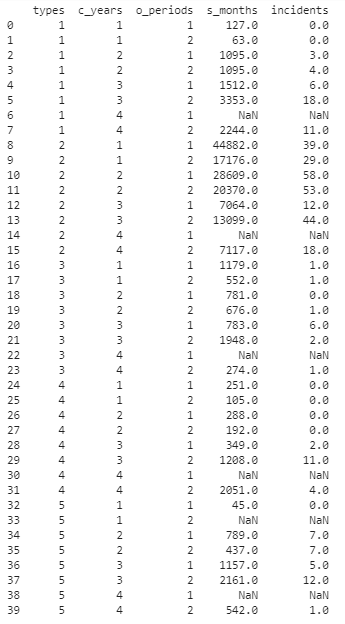 types c_years o_periods s_months incidents
0 1 1 1 127.0 0.0
1 1 1 2 63.0 0.0
2 1 2 1 1095.0 3.0
3 1 2 2 1095.0 4.0
4 1 3 1 1512.0 6.0
5 1 3 2 3353.0 18.0
6 1 4 1 NaN NaN
7 1 4 2 2244.0 11.0
8 2 1 1 44882.0 39.0
9 2 1 2 17176.0 29.0
10 2 2 1 28609.0 58.0
11 2 2 2 20370.0 53.0
12 2 3 1 7064.0 12.0
13 2 3 2 13099.0 44.0
14 2 4 1 NaN NaN
15 2 4 2 7117.0 18.0
16 3 1 1 1179.0 1.0
17 3 1 2 552.0 1.0
18 3 2 1 781.0 0.0
19 3 2 2 676.0 1.0
20 3 3 1 783.0 6.0
21 3 3 2 1948.0 2.0
22 3 4 1 NaN NaN
23 3 4 2 274.0 1.0
24 4 1 1 251.0 0.0
25 4 1 2 105.0 0.0
26 4 2 1 288.0 0.0
27 4 2 2 192.0 0.0
28 4 3 1 349.0 2.0
29 4 3 2 1208.0 11.0
30 4 4 1 NaN NaN
31 4 4 2 2051.0 4.0
32 5 1 1 45.0 0.0
33 5 1 2 NaN NaN
34 5 2 1 789.0 7.0
35 5 2 2 437.0 7.0
36 5 3 1 1157.0 5.0
37 5 3 2 2161.0 12.0
38 5 4 1 NaN NaN
39 5 4 2 542.0 1.0